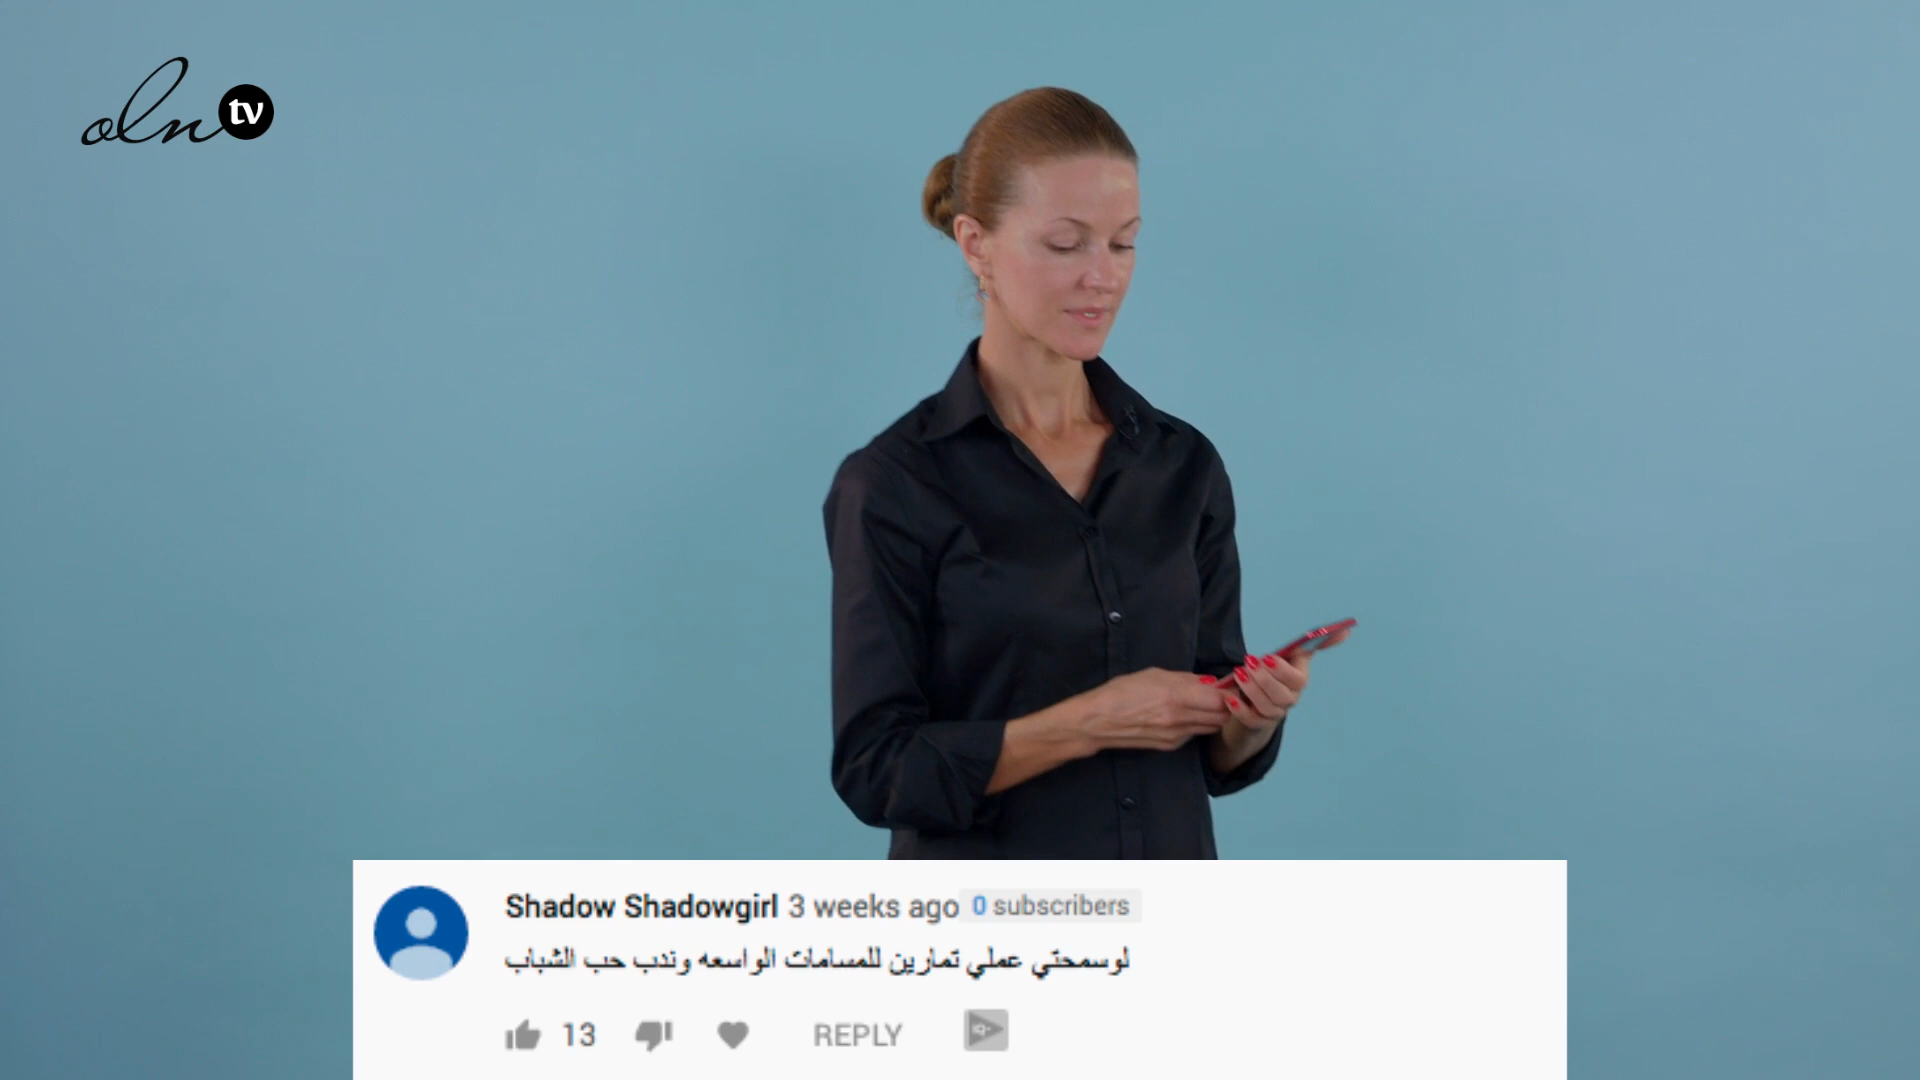 oln tv
Shadow Shadowgirl 3 weeks ago 0 subscribers
لوسمحتي عملي تمارين للمسامات الواسعه وندب حب الشباب
13 REPLY